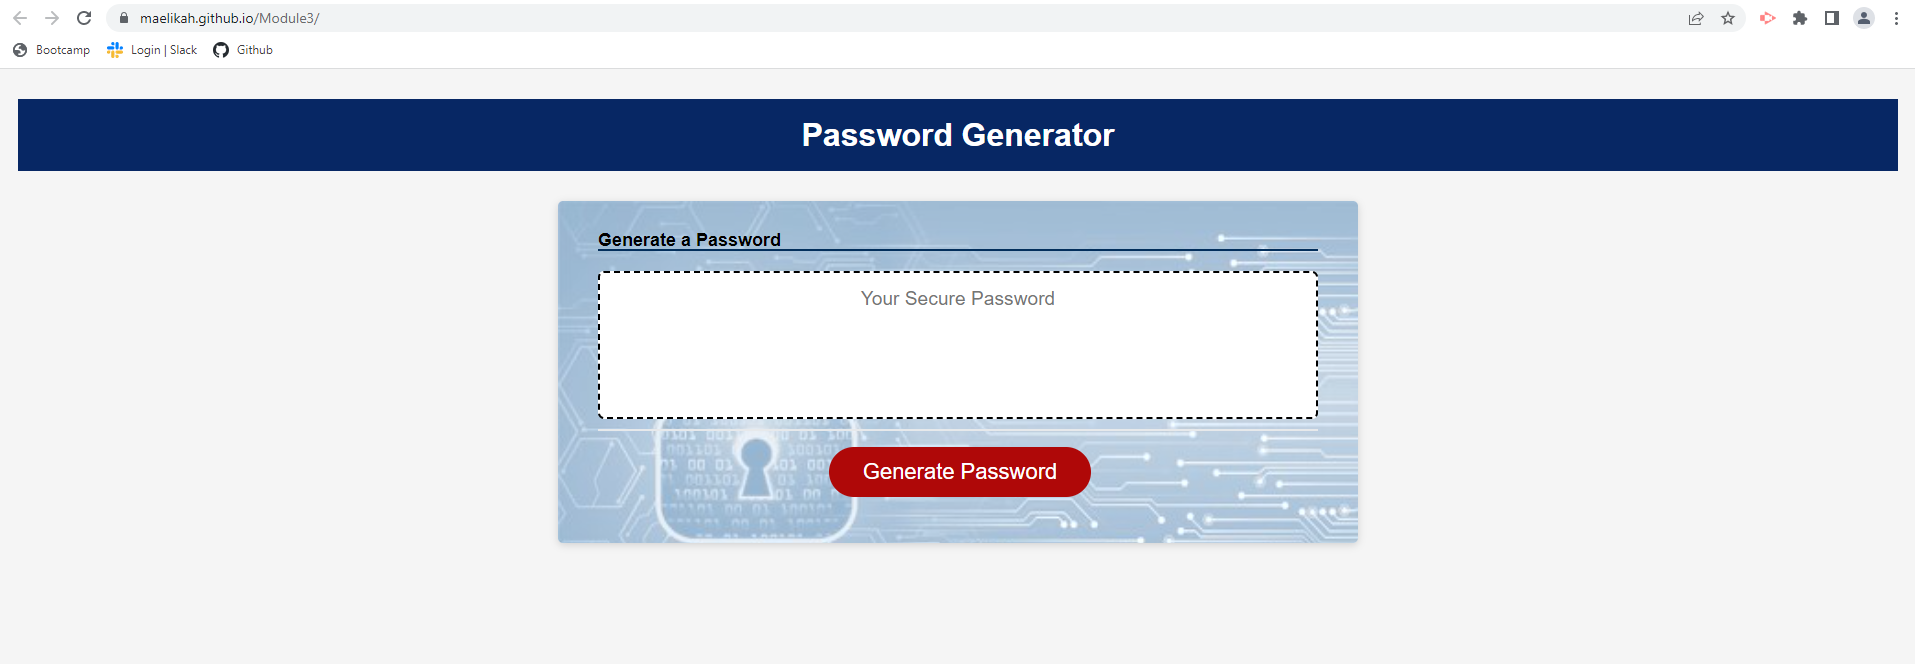 maelikah.github.io/Module3/
Bootcamp Login | Slack Github
Password Generator
Generate a Password
Your Secure Password
Generate Password